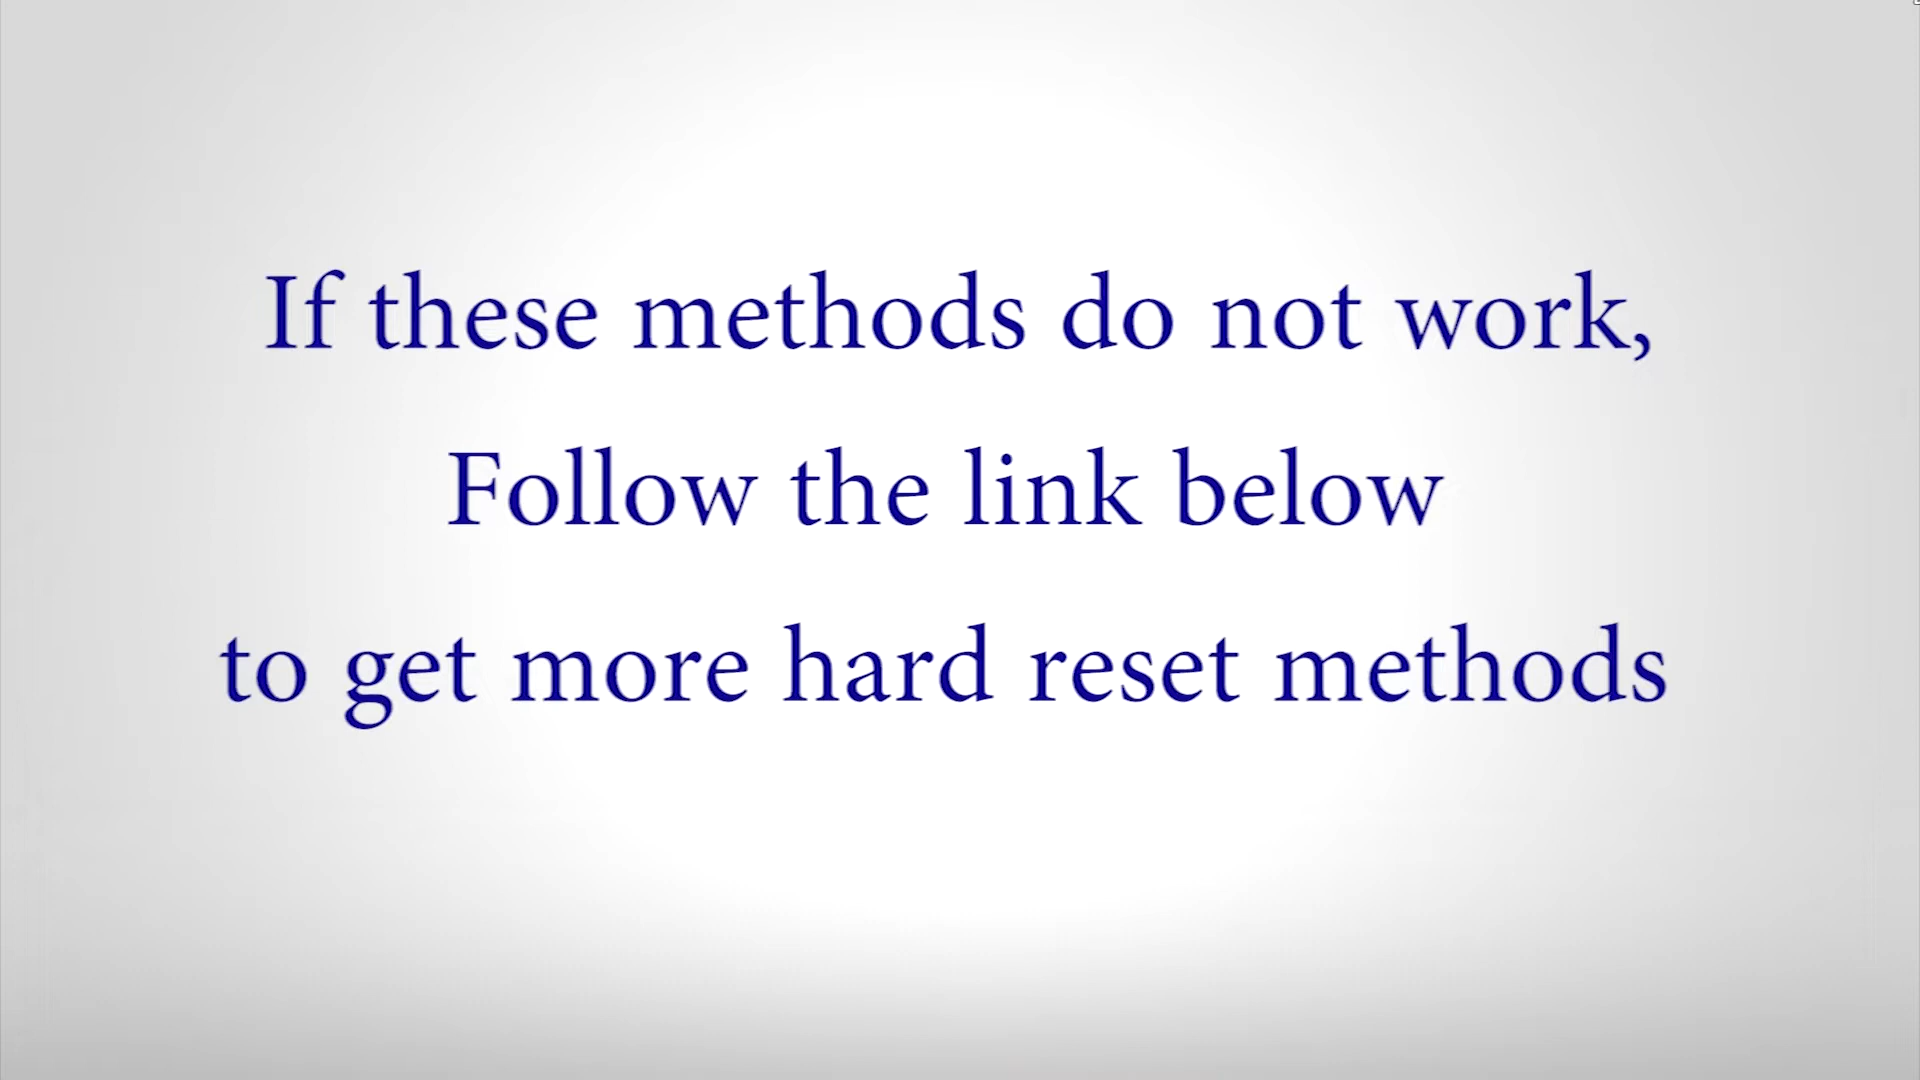 If these methods do not work,
Follow the link below
to get more hard reset methods